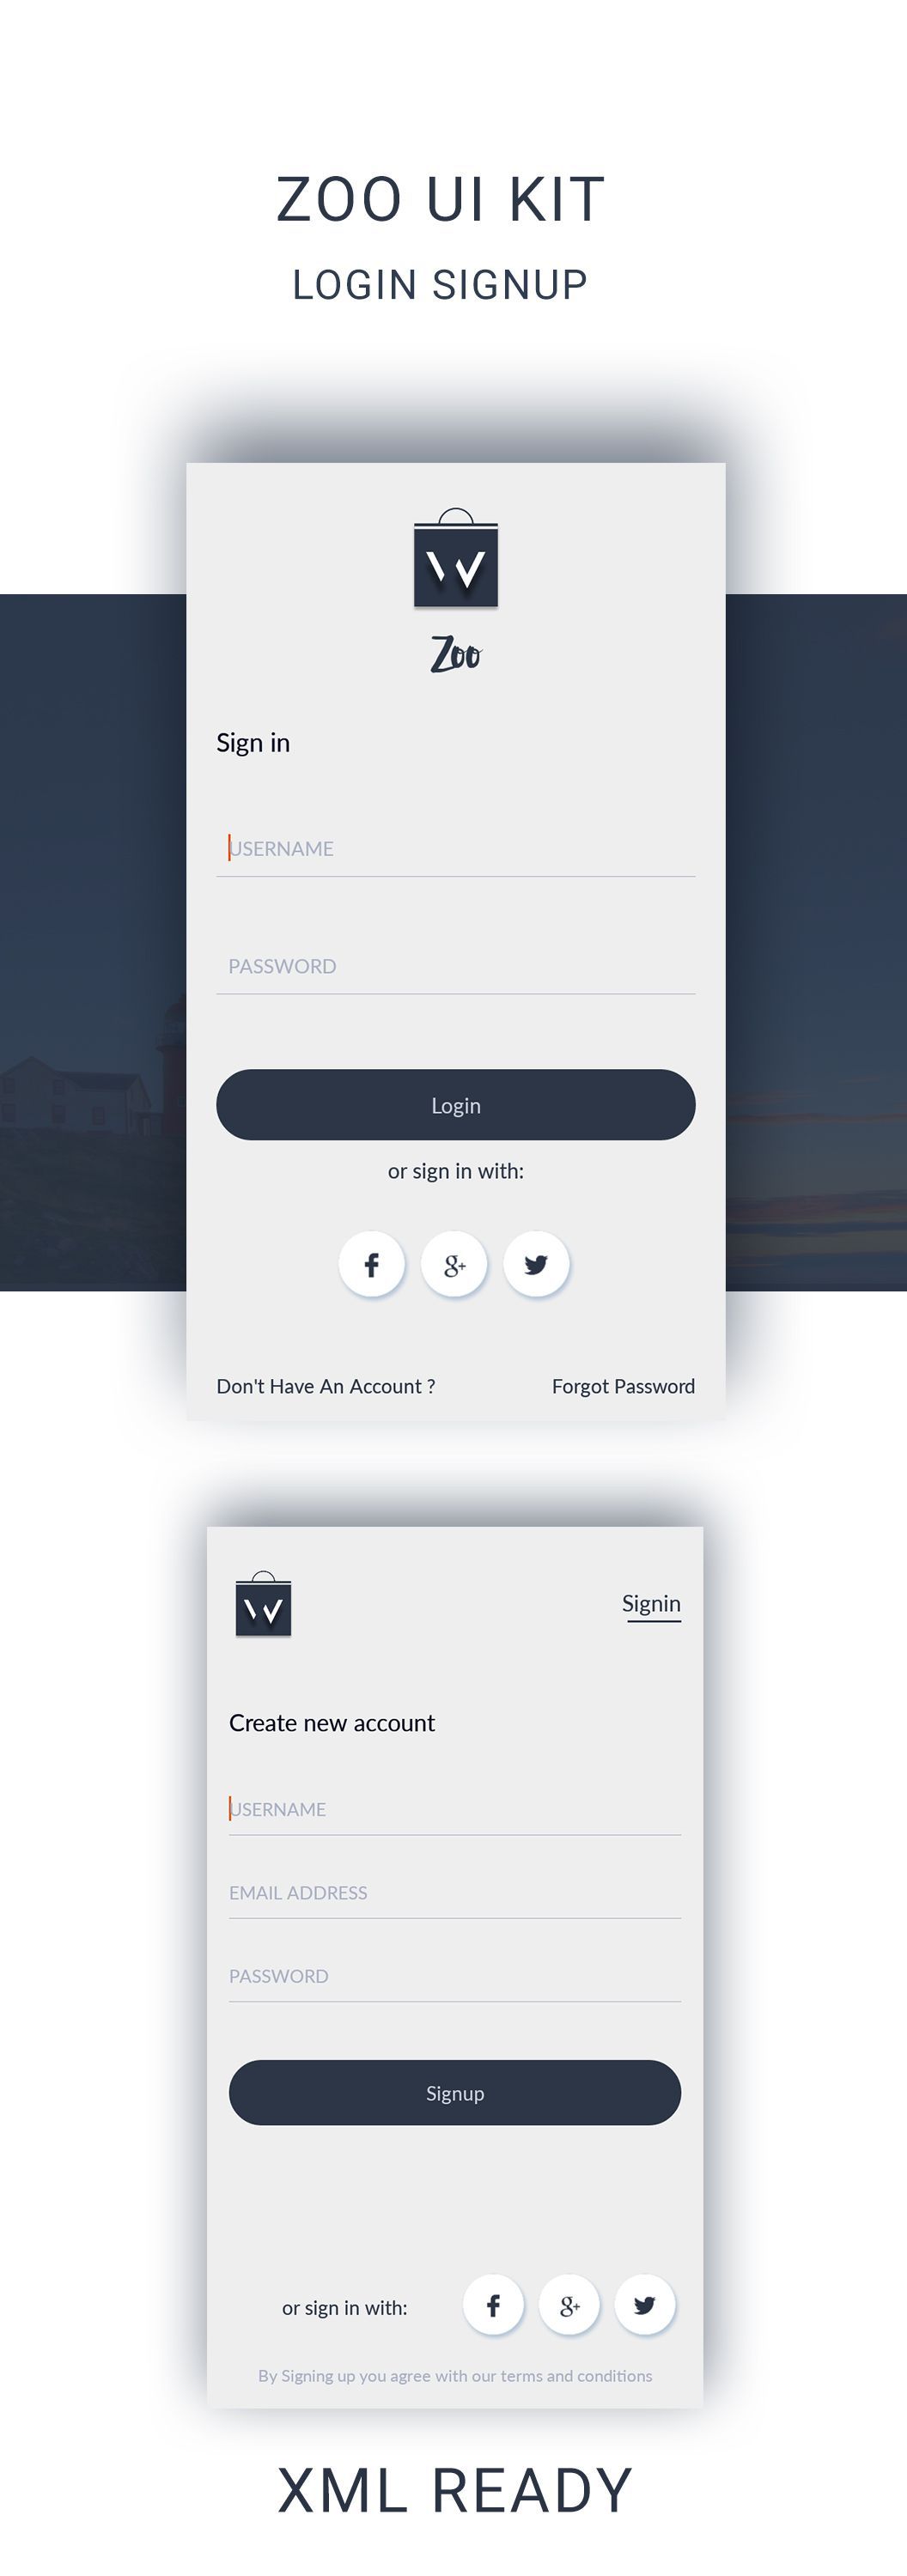 ZOO UI KIT
LOGIN SIGNUP
W
Zoo
Sign in
USERNAME
PASSWORD
Login
or sign in with:
f g+
Don't Have An Account ?
Forgot Password
W
Signin
Create new account
USERNAME
EMAIL ADDRESS
PASSWORD
Signup
or sign in with:
f g+
By Signing up you agree with our terms and conditions
XML READY